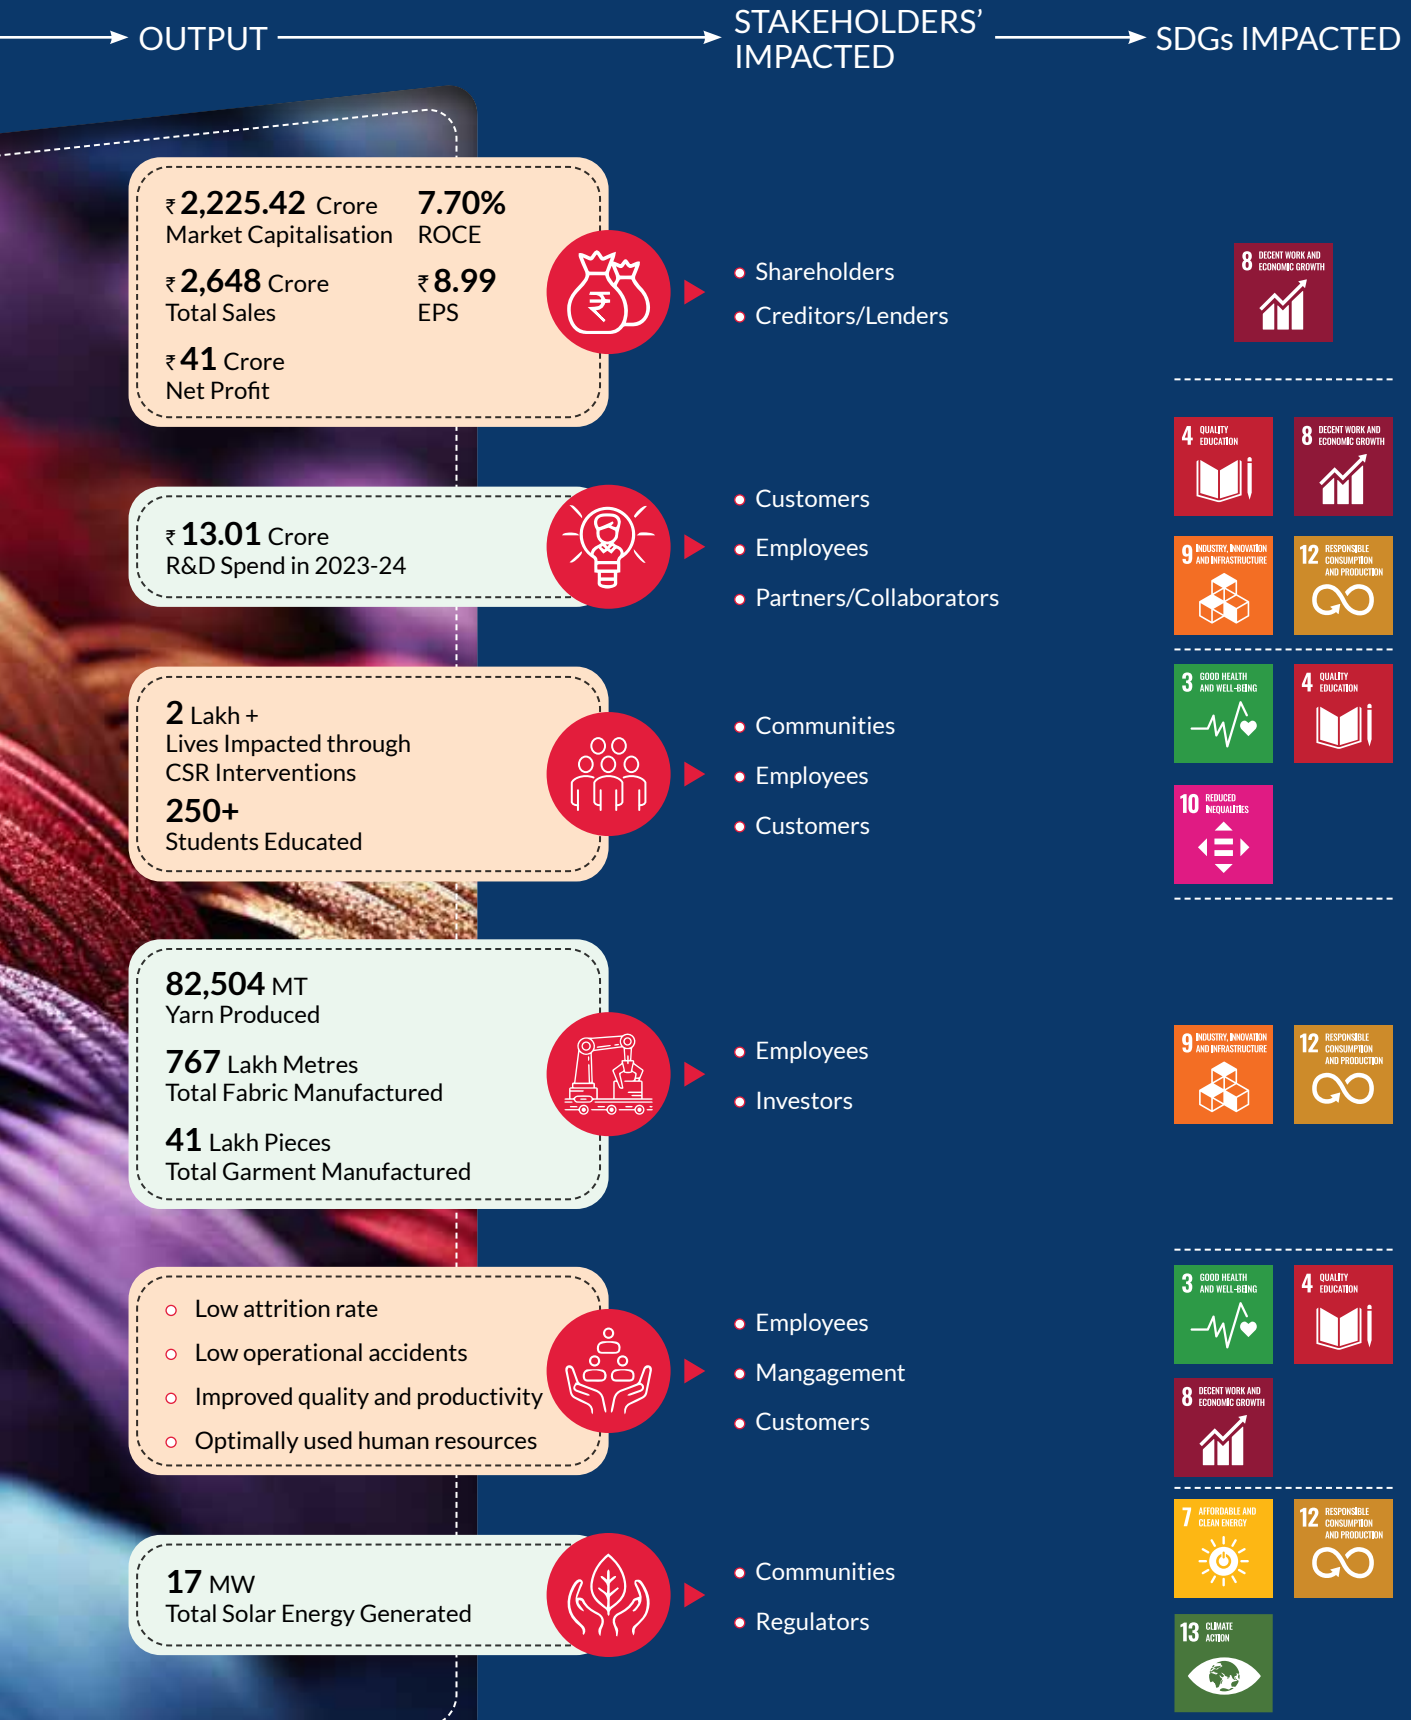 OUTPUT
STAKEHOLDERS’
IMPACTED
SDGs IMPACTED
₹ 2,225.42 Crore
Market Capitalisation
7.70%
ROCE
₹ 2,648 Crore
Total Sales
₹ 8.99
EPS
₹ 41 Crore
Net Profit
• Shareholders
• Creditors/Lenders
8 DECENT WORK AND
ECONOMIC GROWTH
₹ 13.01 Crore
R&D Spend in 2023-24
• Customers
• Employees
• Partners/Collaborators
4 QUALITY
EDUCATION
8 DECENT WORK AND
ECONOMIC GROWTH
9 INDUSTRY, INNOVATION
AND INFRASTRUCTURE
12 RESPONSIBLE
CONSUMPTION
AND PRODUCTION
2 Lakh +
Lives Impacted through
CSR Interventions
250+
Students Educated
• Communities
• Employees
• Customers
3 GOOD HEALTH
AND WELL-BEING
4 QUALITY
EDUCATION
10 REDUCED
INEQUALITIES
82,504 MT
Yarn Produced
767 Lakh Metres
Total Fabric Manufactured
41 Lakh Pieces
Total Garment Manufactured
• Employees
• Investors
9 INDUSTRY, INNOVATION
AND INFRASTRUCTURE
12 RESPONSIBLE
CONSUMPTION
AND PRODUCTION
Low attrition rate
Low operational accidents
Improved quality and productivity
Optimally used human resources
• Employees
• Mangagement
• Customers
3 GOOD HEALTH
AND WELL-BEING
4 QUALITY
EDUCATION
8 DECENT WORK AND
ECONOMIC GROWTH
17 MW
Total Solar Energy Generated
• Communities
• Regulators
7 AFFORDABLE AND
CLEAN ENERGY
12 RESPONSIBLE
CONSUMPTION
AND PRODUCTION
13 CLIMATE
ACTION